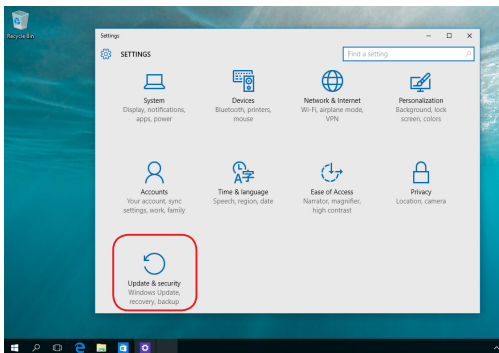 Recycle Bin
Settings
SETTINGS
Find a setting
System
Display, notifications,
apps, power
Devices
Bluetooth, printers,
mouse
Network & Internet
Wi-Fi, airplane mode,
VPN
Personalization
Background, lock
screen, colors
Accounts
Your account, sync
settings, work, family
Time & language
Speech, region, date
Ease of Access
Narrator, magnifier,
high contrast
Privacy
Location, camera
Update & security
Windows Update,
recovery, backup